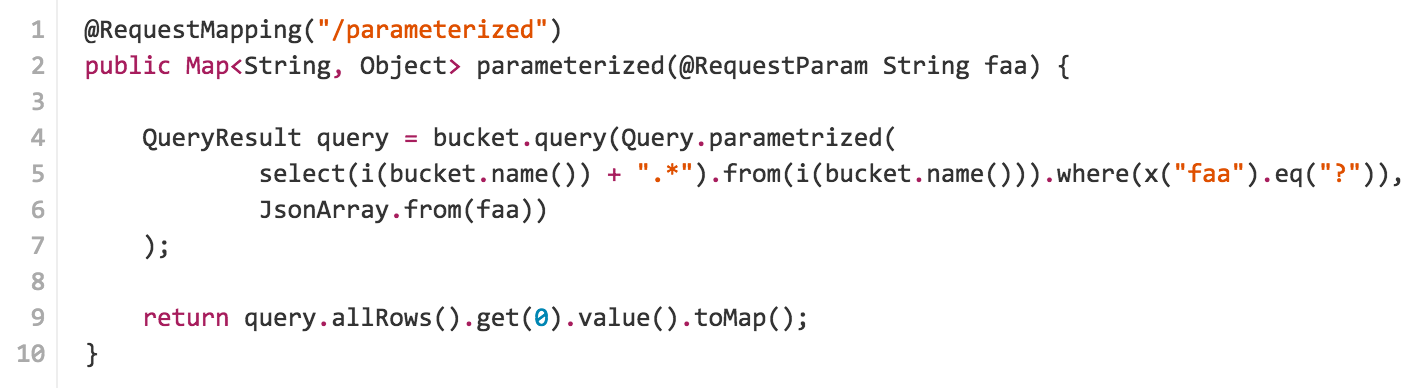 1 @RequestMapping("/parameterized")
2 public Map<String, Object> parameterized(@RequestParam String faa) {
3
4     QueryResult query = bucket.query(Query.parametrized(
5             select(i(bucket.name()) + ".*").from(i(bucket.name())).where(x("faa").eq("?")),
6             JsonArray.from(faa))
7     );
8
9     return query.allRows().get(0).value().toMap();
10 }